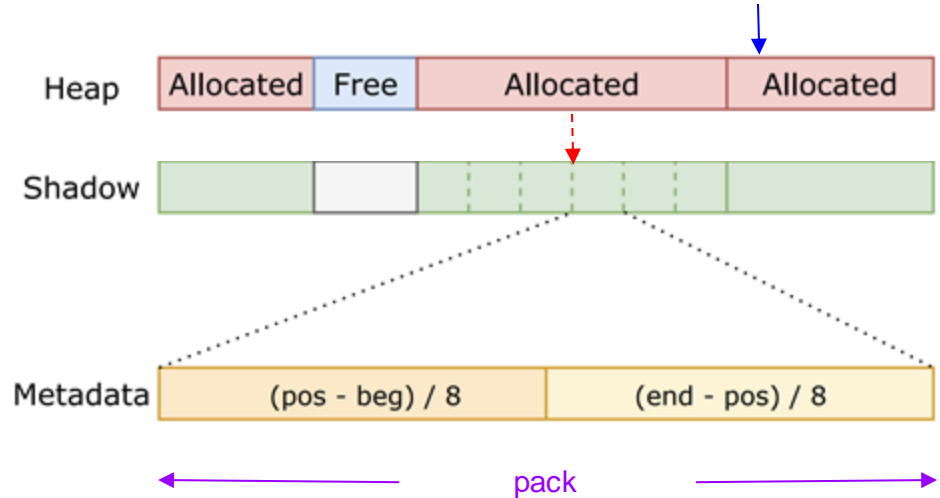 Heap
Allocated Free Allocated Allocated
Shadow
Metadata
(pos - beg) / 8 (end - pos) / 8
pack